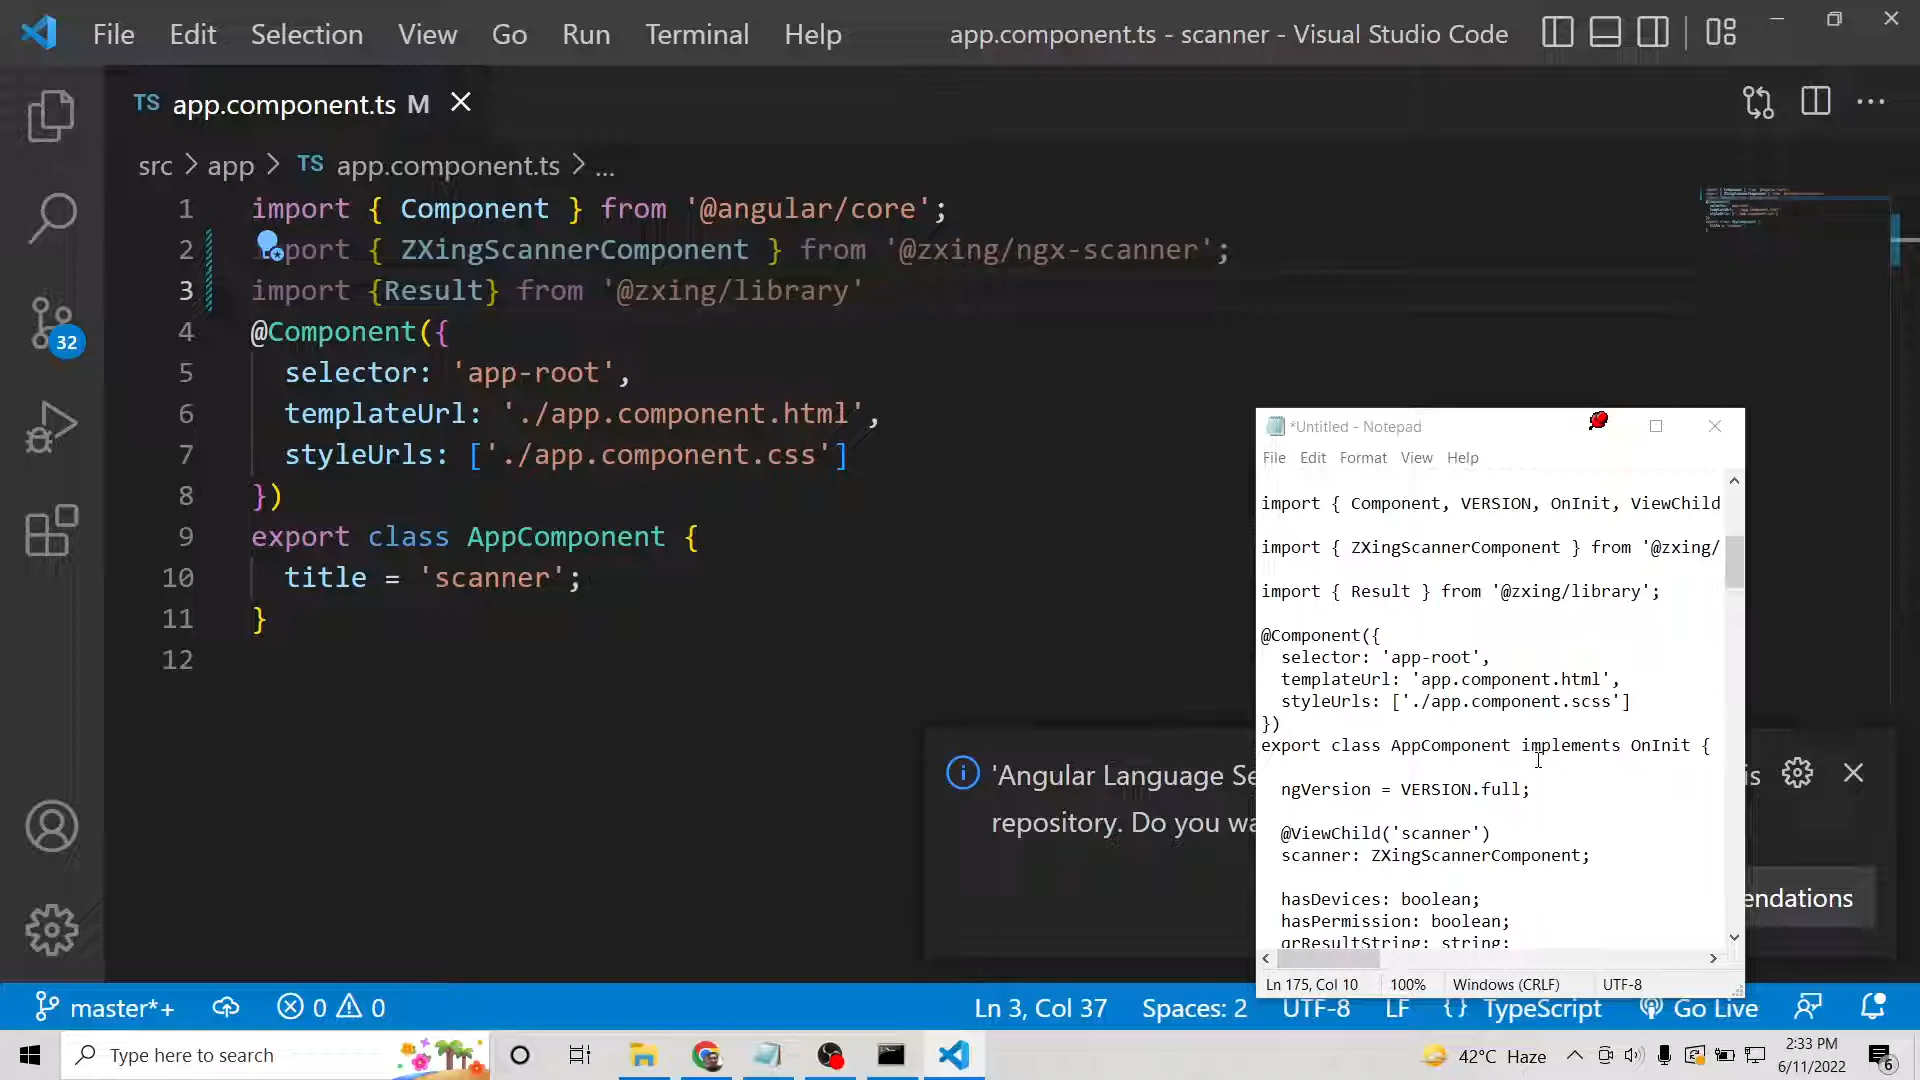 File Edit Selection View Go Run Terminal Help app.component.ts - scanner - Visual Studio Code
TS app.component.ts M
src > app > TS app.component.ts > ...
1 import { Component } from '@angular/core';
2 import { ZXingScannerComponent } from '@zxing/ngx-scanner';
3 import {Result} from '@zxing/library'
4 @Component({
5 selector: 'app-root',
6 templateUrl: './app.component.html',
7 styleUrls: ['./app.component.css']
8 })
9 export class AppComponent {
10 title = 'scanner';
11 }
12
32
'Angular Language Se
is
repository. Do you wa
endations
*Untitled - Notepad
File Edit Format View Help
import { Component, VERSION, OnInit, ViewChild
import { ZXingScannerComponent } from '@zxing/
import { Result } from '@zxing/library';
@Component({
selector: 'app-root',
templateUrl: 'app.component.html',
styleUrls: ['./app.component.scss']
})
export class AppComponent implements OnInit {
ngVersion = VERSION.full;
@ViewChild('scanner')
scanner: ZXingScannerComponent;
hasDevices: boolean;
hasPermission: boolean;
qrResultString: string;
Ln 175, Col 10 100% Windows (CRLF) UTF-8
master*+ 0 0 Ln 3, Col 37 Spaces: 2 UTF-8 LF {} TypeScript Go Live
Type here to search 42°C Haze 2:33 PM
6/11/2022 6